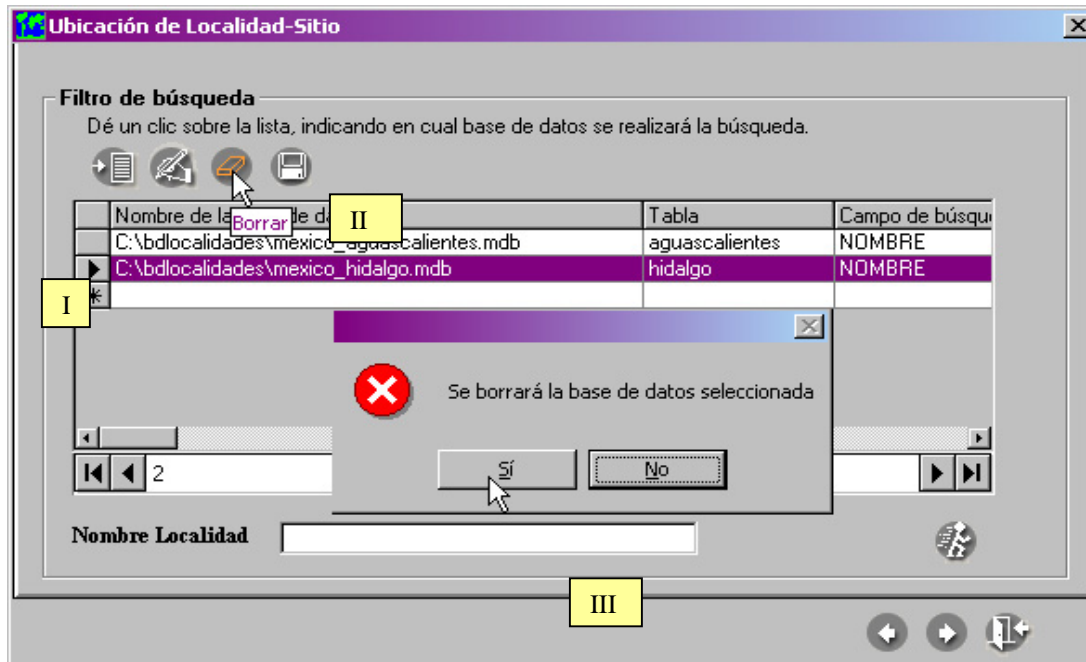 Ubicación de Localidad-Sitio
Filtro de búsqueda
Dé un clic sobre la lista, indicando en cual base de datos se realizará la búsqueda.
Borrar
II
Nombre de la de da Tabla Campo de búsqu
C:\bdlocalidades\mexico_aguascalientes.mdb aguascalientes NOMBRE
C:\bdlocalidades\mexico_hidalgo.mdb hidalgo NOMBRE
I
Se borrará la base de datos seleccionada
Sí No
2
Nombre Localidad
III